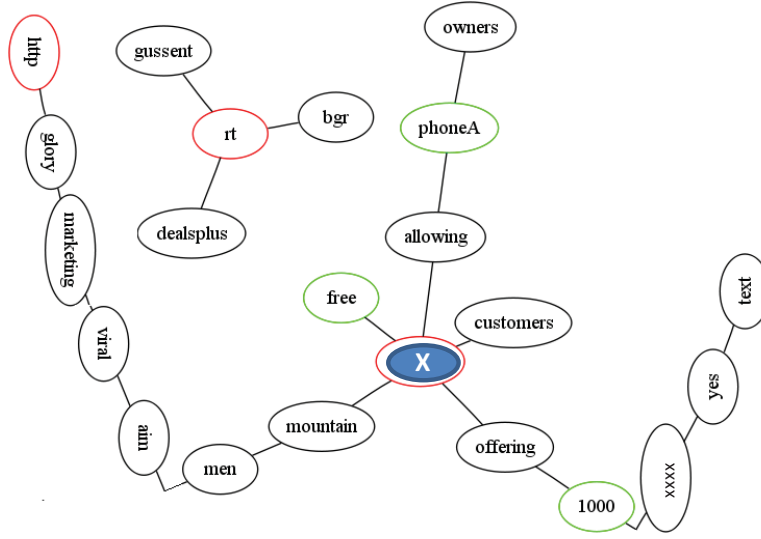 owners
http
gussent
bgr
phoneA
rt
glory
dealsplus
allowing
marketing
text
free
customers
viral
X
yes
mountain
aim
offering
men
xxxx
1000